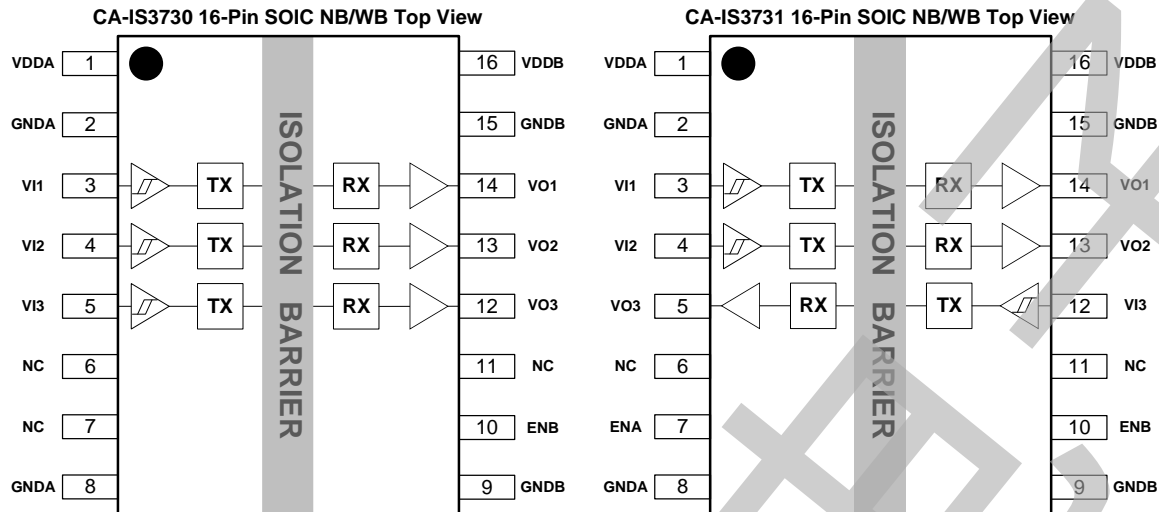 CA-IS3730 16-Pin SOIC NB/WB Top View
VDDA 1 16 VDDB
GNDA 2 15 GNDB
VI1 3 TX RX 14 VO1
VI2 4 TX RX 13 VO2
VI3 5 TX RX 12 VO3
NC 6 11 NC
NC 7 10 ENB
GNDA 8 9 GNDB
ISOLATION BARRIER
CA-IS3731 16-Pin SOIC NB/WB Top View
VDDA 1 16 VDDB
GNDA 2 15 GNDB
VI1 3 TX RX 14 VO1
VI2 4 TX RX 13 VO2
VO3 5 RX TX 12 VI3
NC 6 11 NC
ENA 7 10 ENB
GNDA 8 9 GNDB
ISOLATION BARRIER